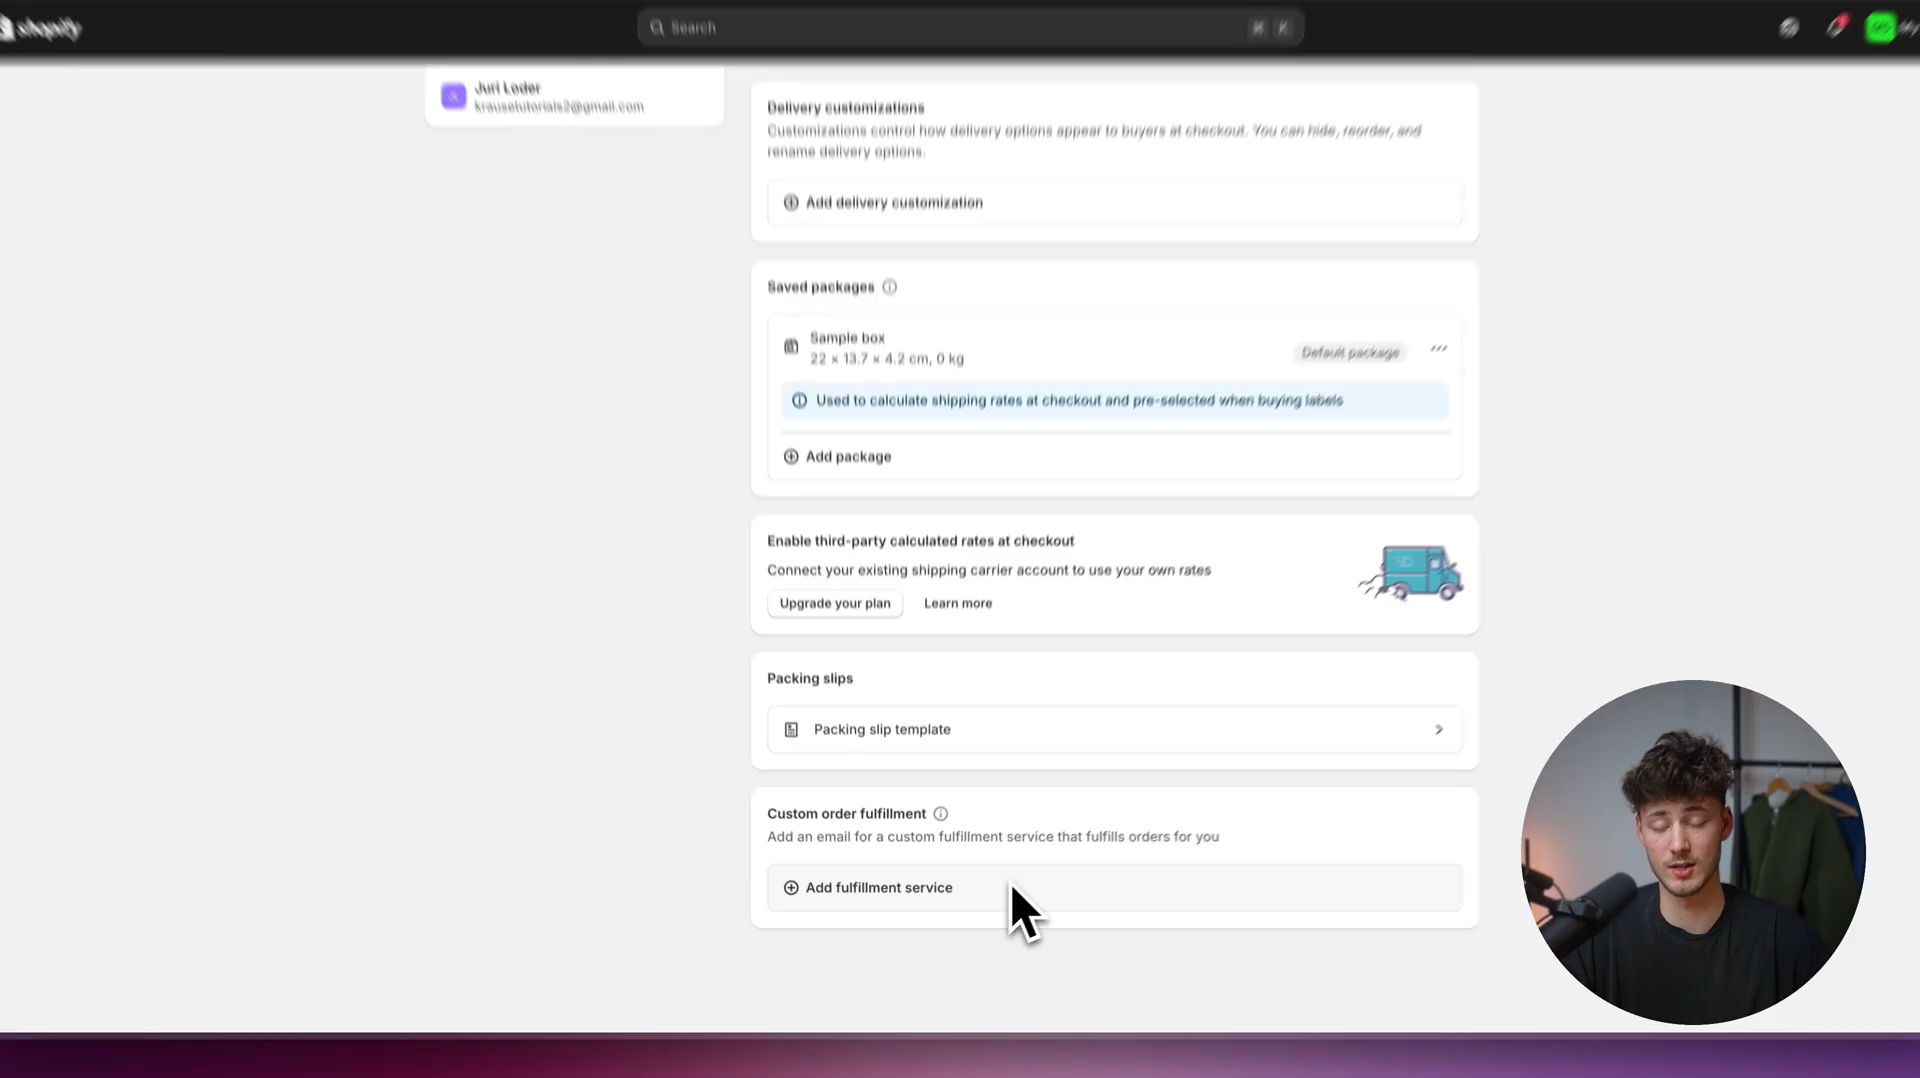 shopify
Search
⌘ K
Juri Loder
krausetutorials2@gmail.com
Delivery customizations
Customizations control how delivery options appear to buyers at checkout. You can hide, reorder, and
rename delivery options.
Add delivery customization
Saved packages
Sample box
22 × 13.7 × 4.2 cm, 0 kg
Default package
Used to calculate shipping rates at checkout and pre-selected when buying labels
Add package
Enable third-party calculated rates at checkout
Connect your existing shipping carrier account to use your own rates
Upgrade your plan
Learn more
Packing slips
Packing slip template
Custom order fulfillment
Add an email for a custom fulfillment service that fulfills orders for you
Add fulfillment service